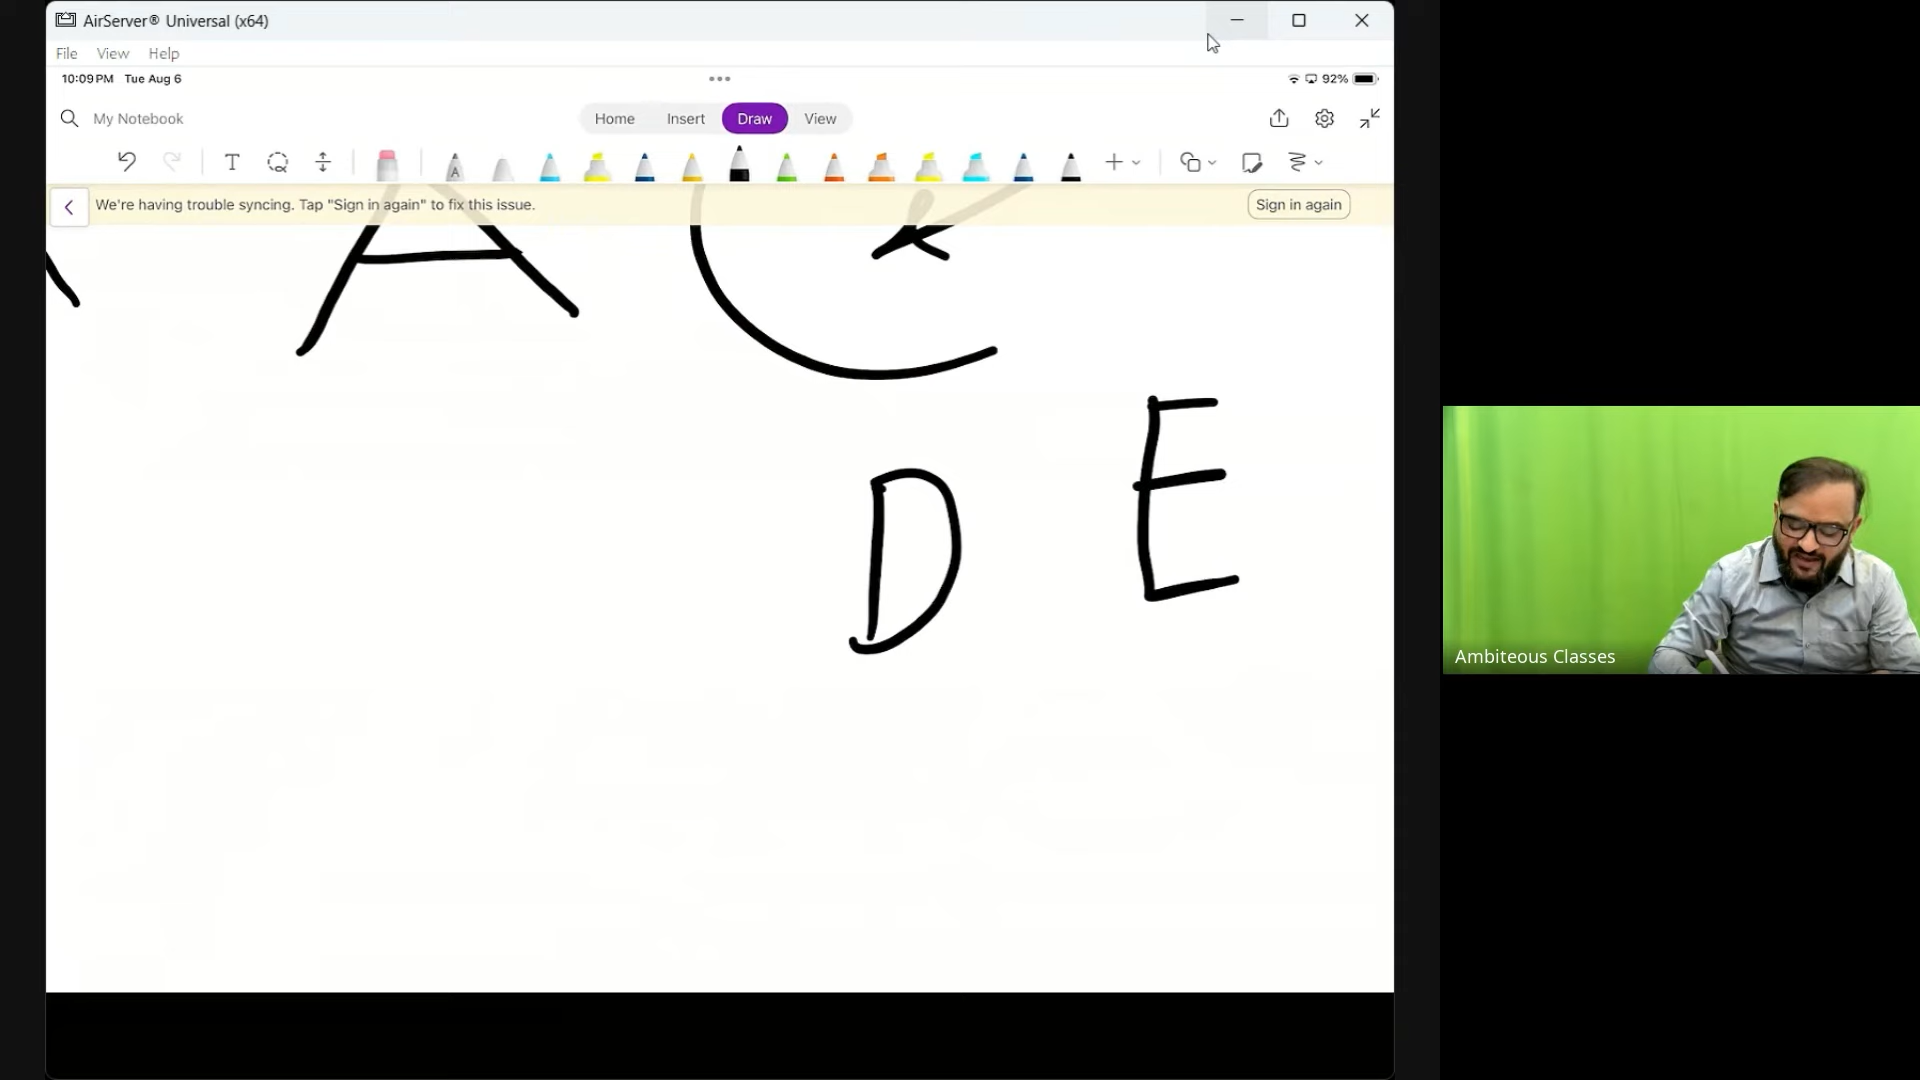 AirServer® Universal (x64)
File View Help
10:09 PM Tue Aug 6
92%
My Notebook
Home Insert Draw View
T
A
We're having trouble syncing. Tap "Sign in again" to fix this issue.
Sign in again
A
E
D
Ambiteous Classes